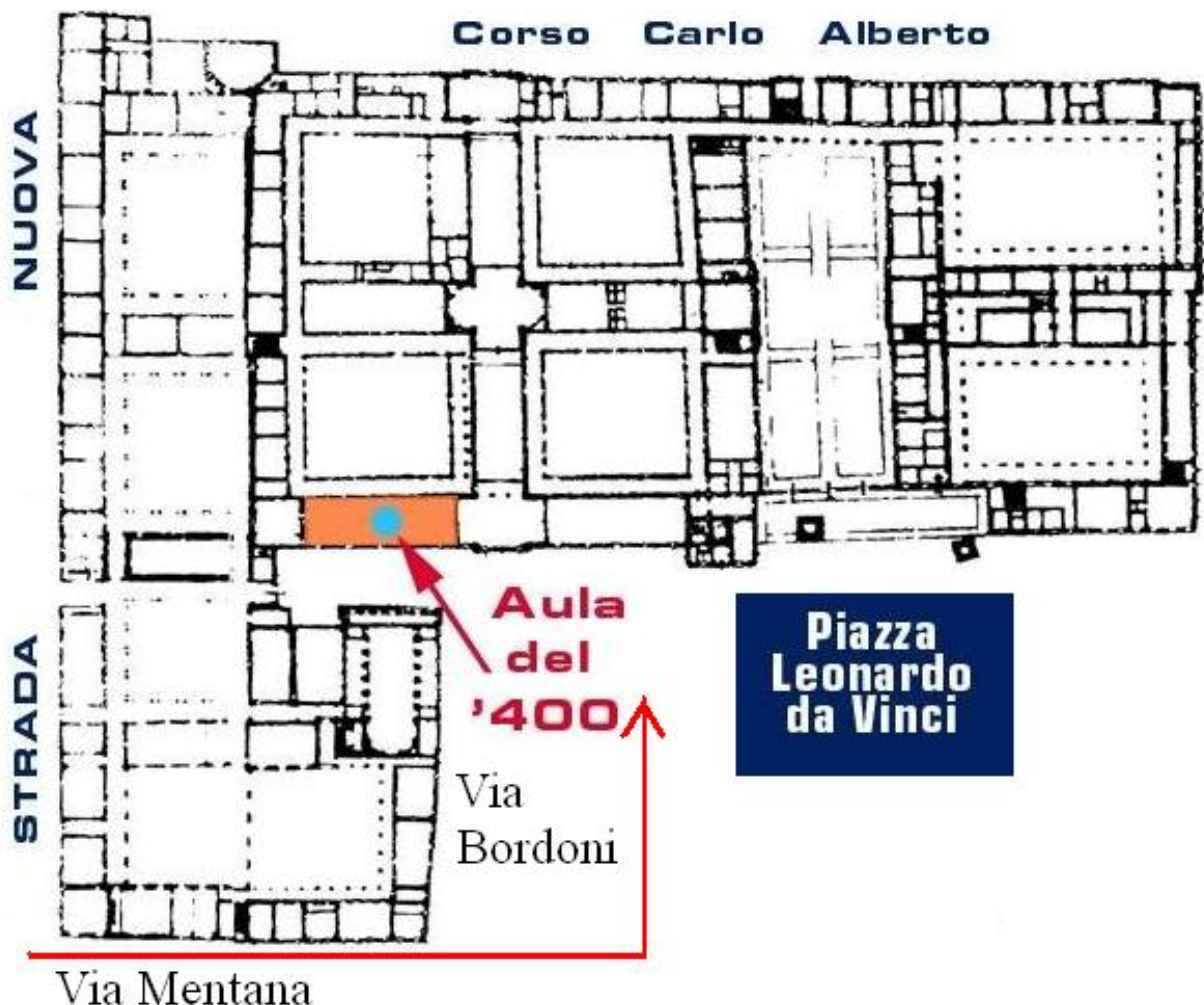 Corso Carlo Alberto
STRADA NUOVA
Aula
del
'400
Piazza
Leonardo
da Vinci
Via
Bordoni
Via Mentana